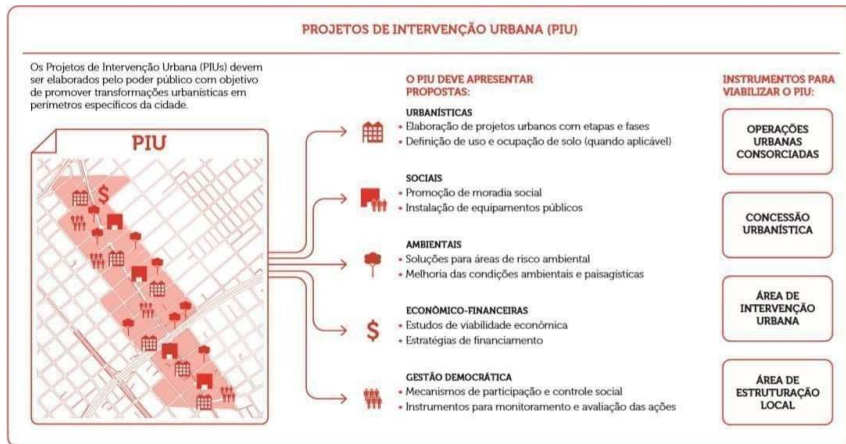 PROJETOS DE INTERVENÇÃO URBANA (PIU)
Os Projetos de Intervenção Urbana (PIUs) devem
ser elaborados pelo poder público com objetivo
de promover transformações urbanísticas em
perímetros específicos da cidade.
PIU
$
O PIU DEVE APRESENTAR
PROPOSTAS:
URBANÍSTICAS
• Elaboração de projetos urbanos com etapas e fases
• Definição de uso e ocupação de solo (quando aplicável)
SOCIAIS
• Promoção de moradia social
• Instalação de equipamentos públicos
AMBIENTAIS
• Soluções para áreas de risco ambiental
• Melhoria das condições ambientais e paisagísticas
$
ECONÔMICO-FINANCEIRAS
• Estudos de viabilidade econômica
• Estratégias de financiamento
GESTÃO DEMOCRÁTICA
• Mecanismos de participação e controle social
• Instrumentos para monitoramento e avaliação das ações
INSTRUMENTOS PARA
VIABILIZAR O PIU:
OPERAÇÕES
URBANAS
CONSORCIADAS
CONCESSÃO
URBANÍSTICA
ÁREA DE
INTERVENÇÃO
URBANA
ÁREA DE
ESTRUTURAÇÃO
LOCAL